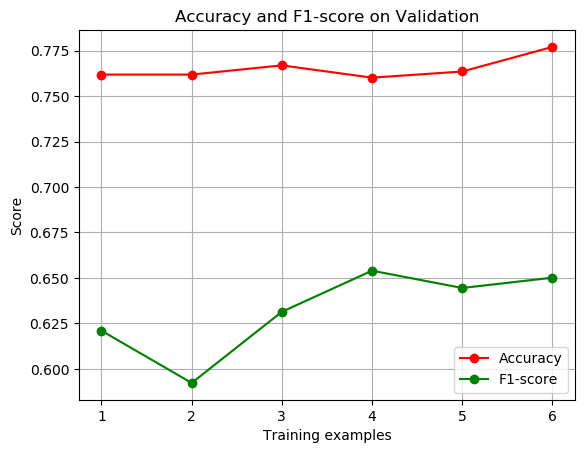 Accuracy and F1-score on Validation
Score
0.775
0.750
0.725
0.700
0.675
0.650
0.625
0.600
Accuracy
F1-score
1 2 3 4 5 6
Training examples